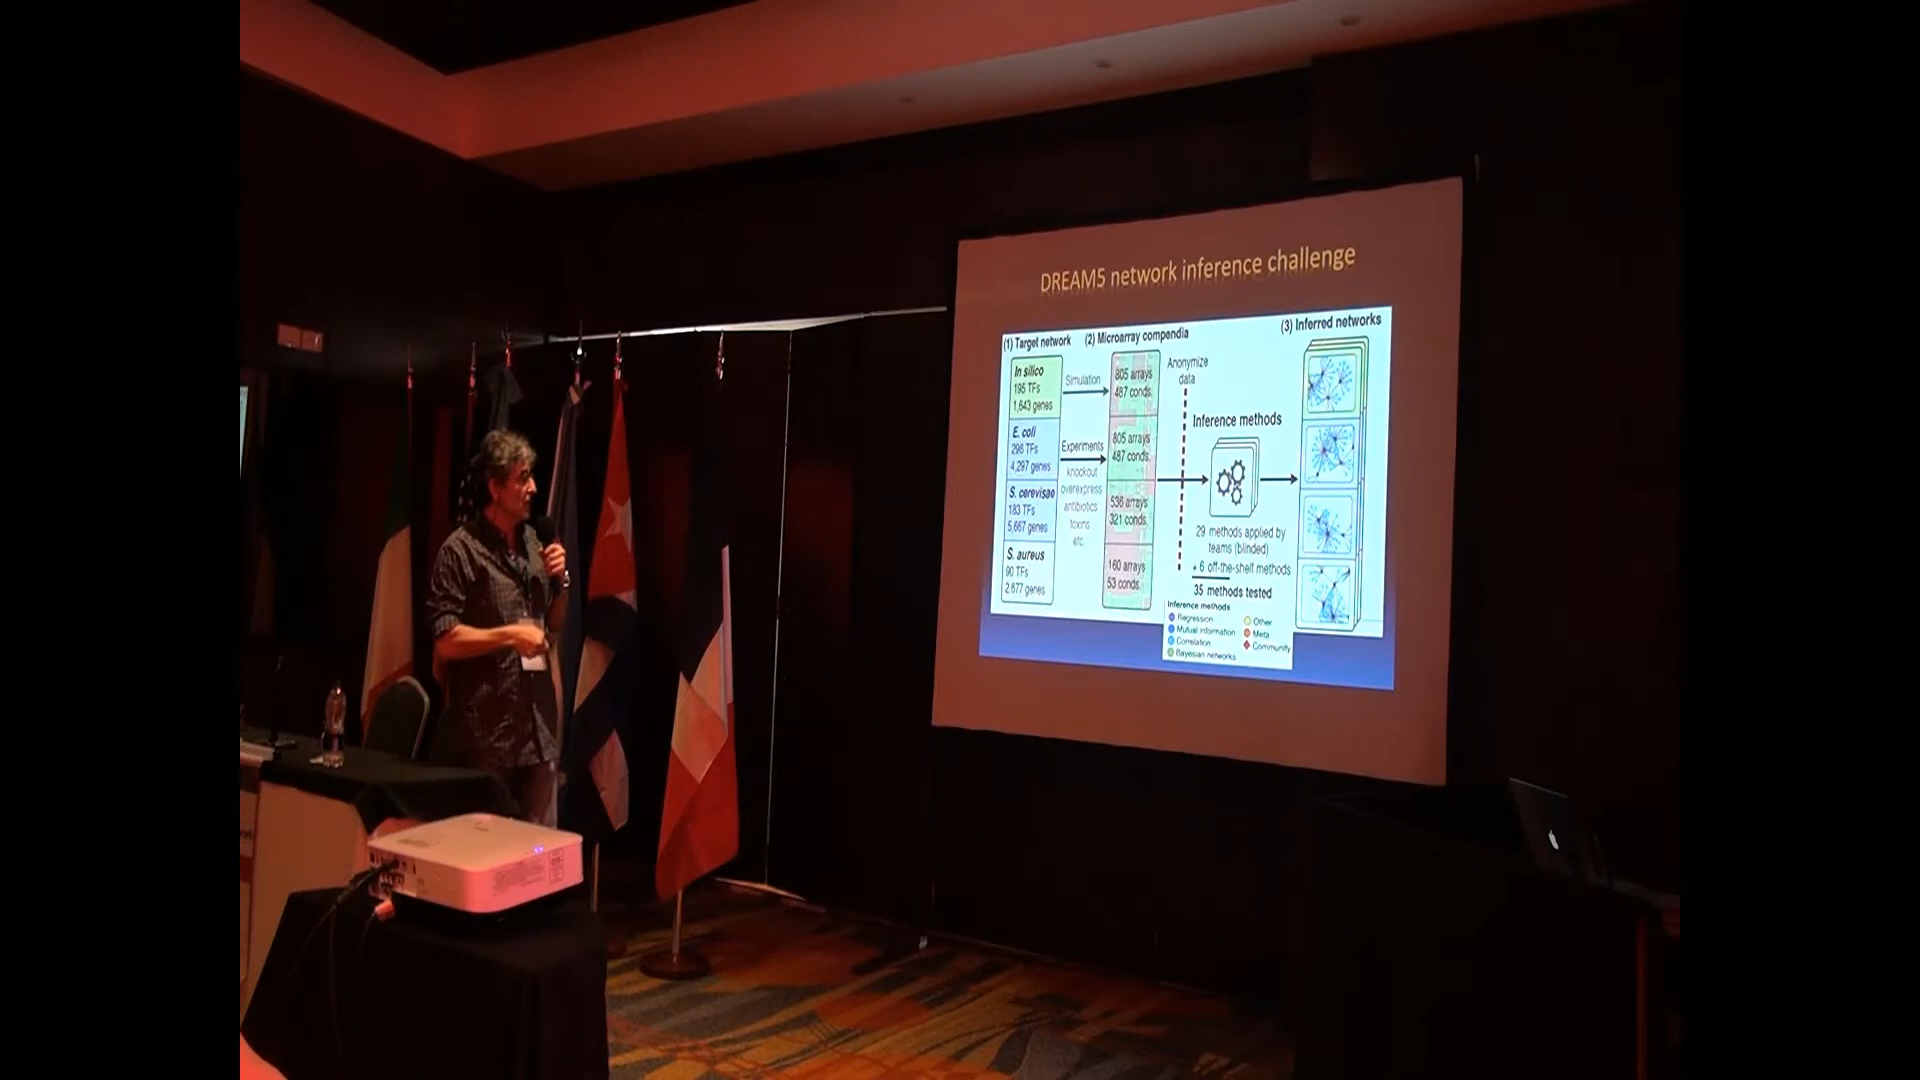 DREAM5 network inference challenge
(1) Target network
(2) Microarray compendia
(3) Inferred networks
In silico
195 TFs
1,643 genes
Simulation
805 arrays
487 conds.
Anonymize
data
E. coli
296 TFs
4,297 genes
Experiments
knockout
overexpress
antibiotics
toxins
etc
805 arrays
487 conds.
Inference methods
S. cerevisae
183 TFs
5,667 genes
536 arrays
321 conds.
29 methods applied by
teams (blinded)
+ 6 off-the-shelf methods
35 methods tested
S. aureus
90 TFs
2,677 genes
160 arrays
53 conds.
Inference methods
Regression
Mutual information
Correlation
Bayesian networks
Other
Meta
Community